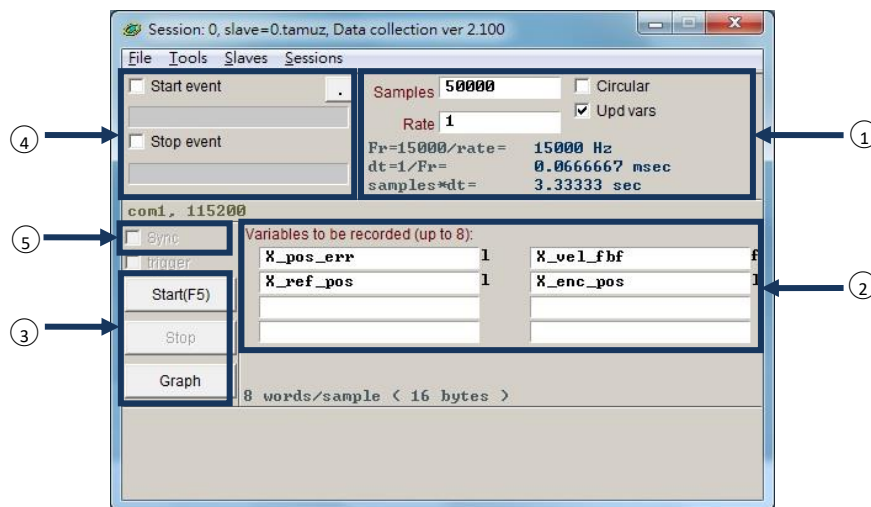 Session: 0, slave=0.tamuz, Data collection ver 2.100
File Tools Slaves Sessions
Start event
.
Stop event
Samples 50000
Circular
Rate 1
Upd vars
Fr=15000/rate= 15000 Hz
dt=1/Fr= 0.0666667 msec
samples*dt= 3.33333 sec
4
1
com1, 115200
5
Sync
trigger
Variables to be recorded (up to 8):
X_pos_err l X_vel_fbf f
X_ref_pos l X_enc_pos l
2
3
Start(F5)
Stop
Graph
8 words/sample ( 16 bytes )